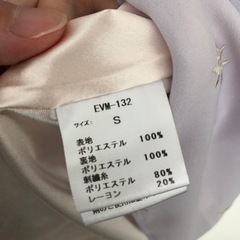 EVM-132
サイズ: S
表地
ポリエステル 100%
裏地
ポリエステル 100%
刺繍糸
ポリエステル 80%
レーヨン 20%